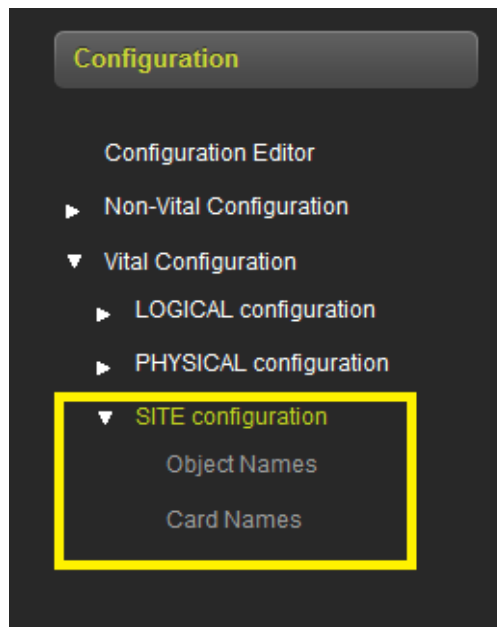 Configuration
Configuration Editor
Non-Vital Configuration
Vital Configuration
LOGICAL configuration
PHYSICAL configuration
SITE configuration
Object Names
Card Names